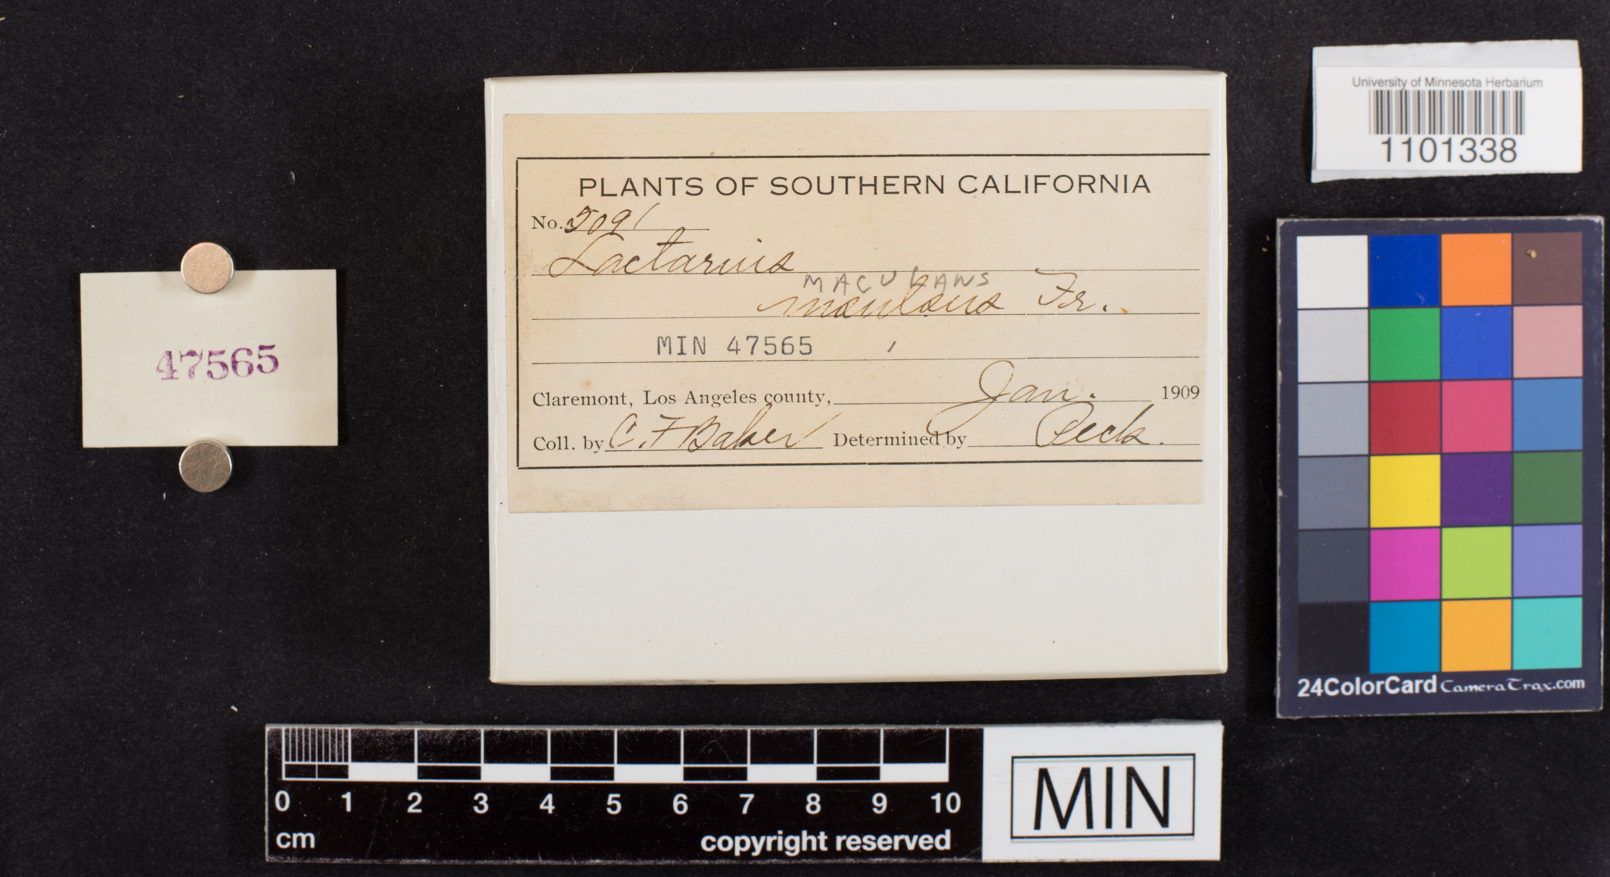 University of Minnesota Herbarium
1101338
PLANTS OF SOUTHERN CALIFORNIA
No. 5091
Lactarius
MACULANS
maculans Fr.
MIN 47565
Claremont, Los Angeles county, Jan. 1909
Coll. by C. F Baker Determined by Peck.
47565
24ColorCard CameraTrax.com
0 1 2 3 4 5 6 7 8 9 10
cm copyright reserved
MIN